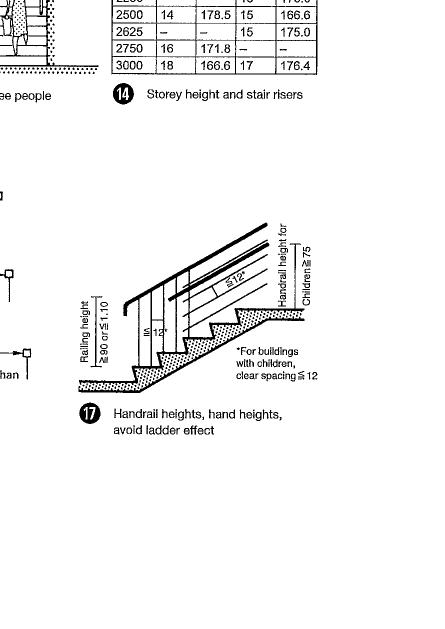 2500 14 178.5 15 166.6
2625 – – 15 175.0
2750 16 171.8 – –
3000 18 166.6 17 176.4
ee people
14 Storey height and stair risers
Handrail height for
Children ≧ 75
≦ 12*
Railing height
≧ 90 or ≦ 1.10
≦ 12*
*For buildings
with children,
clear spacing ≦ 12
han
17 Handrail heights, hand heights,
avoid ladder effect